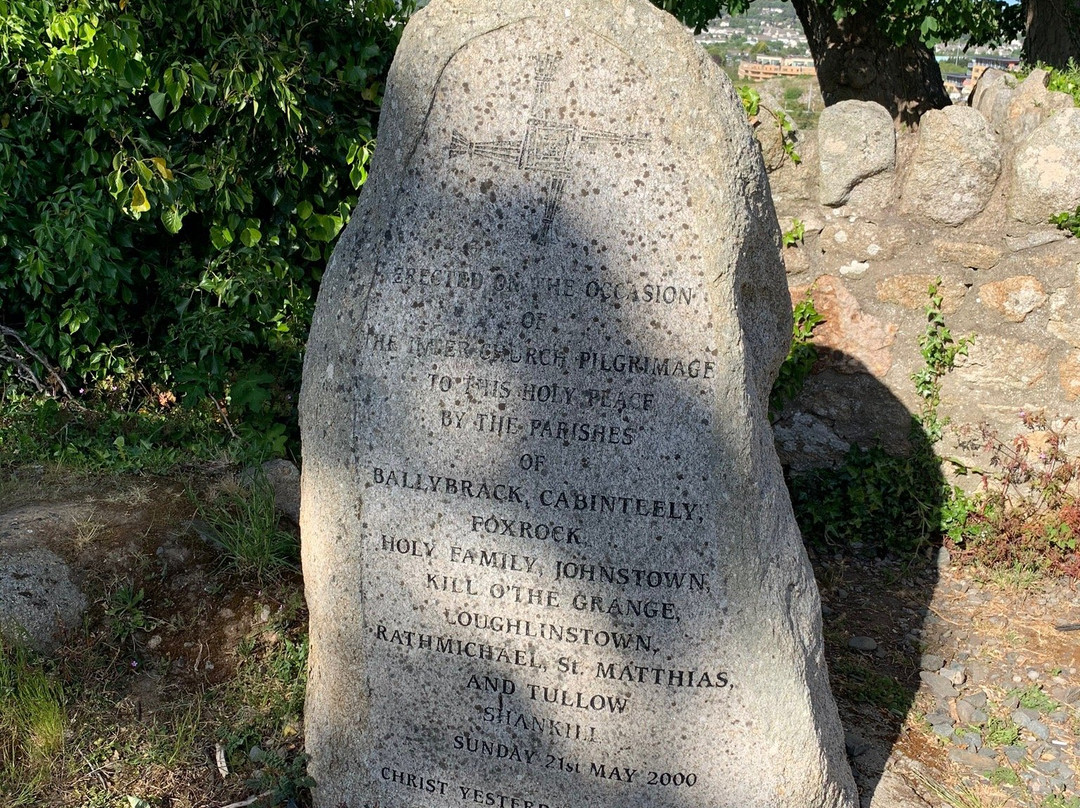 ERECTED ON THE OCCASION
OF
THE INTER CHURCH PILGRIMAGE
TO THIS HOLY PEACE
BY THE PARISHES
OF
BALLYBRACK, CABINTEELY,
FOXROCK
HOLY FAMILY, JOHNSTOWN,
KILL O'THE GRANGE,
LOUGHLINSTOWN,
RATHMICHAEL, St. MATTHIAS,
AND TULLOW
SHANKILL
SUNDAY 21st MAY 2000
CHRIST